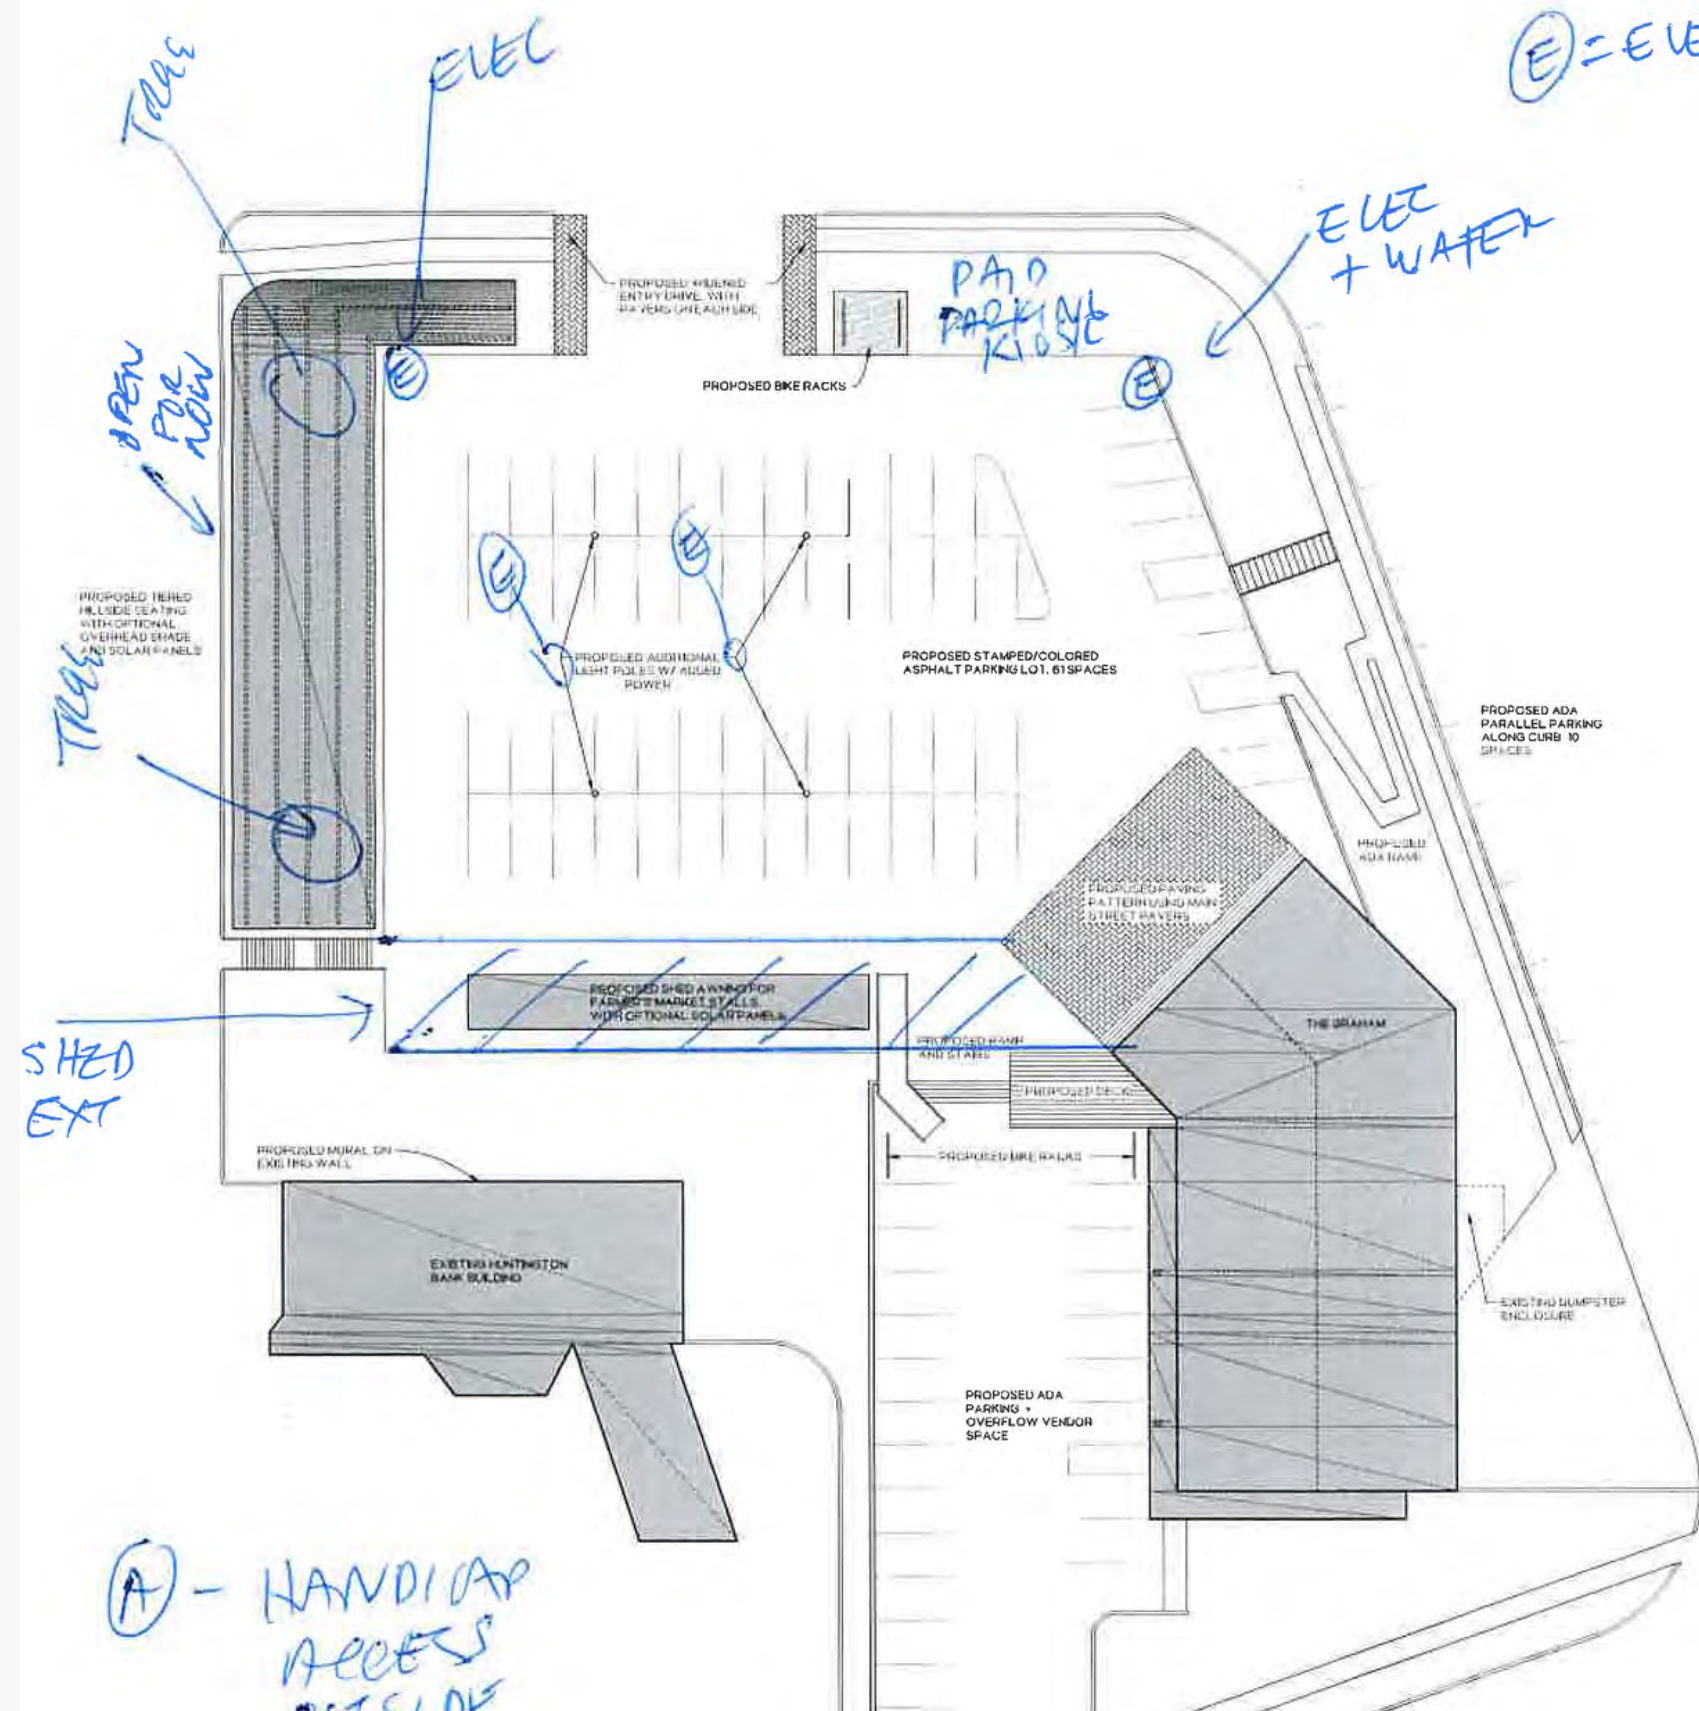 TREE
ELEC
Ⓔ = ELE
ELEC
+ WATER
PROPOSED WIDENED
ENTRY DRIVE, WITH
PAVERS ON EACH SIDE
PAID
PARKING
KIOSK
PROPOSED BIKE RACKS
E
E
OPEN
FOR
NOW
E
E
PROPOSED TIERED
HILLSIDE SEATING
WITH OPTIONAL
OVERHEAD SHADE
AND SOLAR PANELS
PROPOSED ADDITIONAL
LIGHT POLES W/ ADDED
POWER
PROPOSED STAMPED/COLORED
ASPHALT PARKING LOT. 61 SPACES
TREE
PROPOSED ADA
PARALLEL PARKING
ALONG CURB 10
SPACES
PROPOSED
ADA RAMP
PROPOSED PAVING
PATTERN USING MAIN
STREET PAVERS
PROPOSED SHED AWNING FOR
FARMER'S MARKET STALLS,
WITH OPTIONAL SOLAR PANELS
THE GRAHAM
SHED
EXT
PROPOSED RAMP
AND STAIRS
PROPOSED DECK
PROPOSED MURAL ON
EXISTING WALL
PROPOSED BIKE RACKS
EXISTING HUNTINGTON
BANK BUILDING
EXISTING DUMPSTER
ENCLOSURE
PROPOSED ADA
PARKING +
OVERFLOW VENDOR
SPACE
Ⓐ - HANDICAP
ACCESS